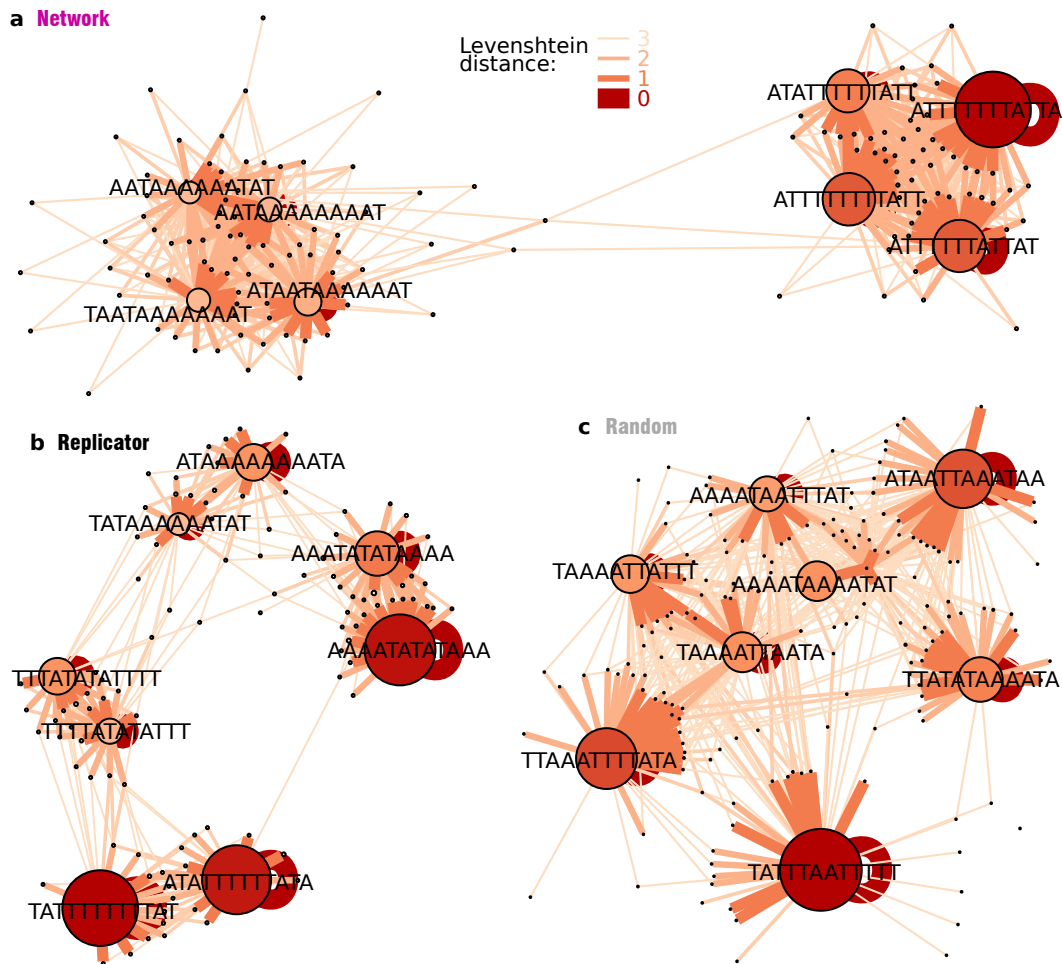 a Network
Levenshtein
distance:
3
2
1
0
ATATTTTTTATT
ATTTTTTTATTA
AATAAAAAATAT
AATAAAAAAAAT
ATTTTTTTTATT
ATTTTTTATTAT
ATAATAAAAAAT
TAATAAAAAAAT
b Replicator
ATAAAAAAAATA
TATAAAAAATAT
AAATATATAAAA
AAAATATATAAA
TTTATATATTTT
TTTTATATATTT
ATATTTTTTATA
TATTTTTTTTAT
c Random
ATAATTAAATAA
AAAATAATTTAT
TAAAATTATTT
AAAATAAAATAT
TAAAATTAATA
TTATATAAAATA
TTAAATTTTATA
TATTTAATTTTT